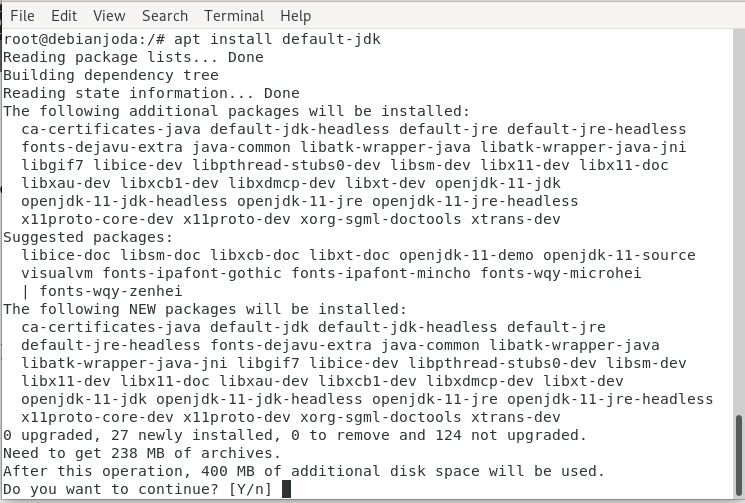 File Edit View Search Terminal Help
root@debianjoda:/# apt install default-jdk
Reading package lists... Done
Building dependency tree
Reading state information... Done
The following additional packages will be installed:
  ca-certificates-java default-jdk-headless default-jre default-jre-headless
  fonts-dejavu-extra java-common libatk-wrapper-java libatk-wrapper-java-jni
  libgif7 libice-dev libpthread-stubs0-dev libsm-dev libx11-dev libx11-doc
  libxau-dev libxcb1-dev libxdmcp-dev libxt-dev openjdk-11-jdk
  openjdk-11-jdk-headless openjdk-11-jre openjdk-11-jre-headless
  x11proto-core-dev x11proto-dev xorg-sgml-doctools xtrans-dev
Suggested packages:
  libice-doc libsm-doc libxcb-doc libxt-doc openjdk-11-demo openjdk-11-source
  visualvm fonts-ipafont-gothic fonts-ipafont-mincho fonts-wqy-microhei
  | fonts-wqy-zenhei
The following NEW packages will be installed:
  ca-certificates-java default-jdk default-jdk-headless default-jre
  default-jre-headless fonts-dejavu-extra java-common libatk-wrapper-java
  libatk-wrapper-java-jni libgif7 libice-dev libpthread-stubs0-dev libsm-dev
  libx11-dev libx11-doc libxau-dev libxcb1-dev libxdmcp-dev libxt-dev
  openjdk-11-jdk openjdk-11-jdk-headless openjdk-11-jre openjdk-11-jre-headless
  x11proto-core-dev x11proto-dev xorg-sgml-doctools xtrans-dev
0 upgraded, 27 newly installed, 0 to remove and 124 not upgraded.
Need to get 238 MB of archives.
After this operation, 400 MB of additional disk space will be used.
Do you want to continue? [Y/n]